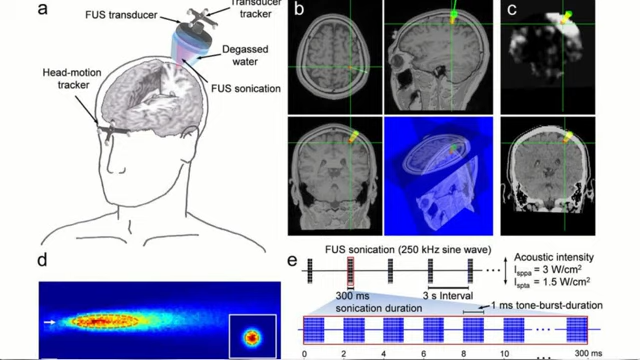 a
Transducer
tracker
FUS transducer
Degassed
water
Head-motion
tracker
FUS sonication
b
c
d
e
FUS sonication (250 kHz sine wave)
Acoustic intensity
Isppa = 3 W/cm²
Ispta = 1.5 W/cm²
300 ms
sonication duration
3 s Interval
1 ms tone-burst-duration
0 2 4 6 8 10 300 ms